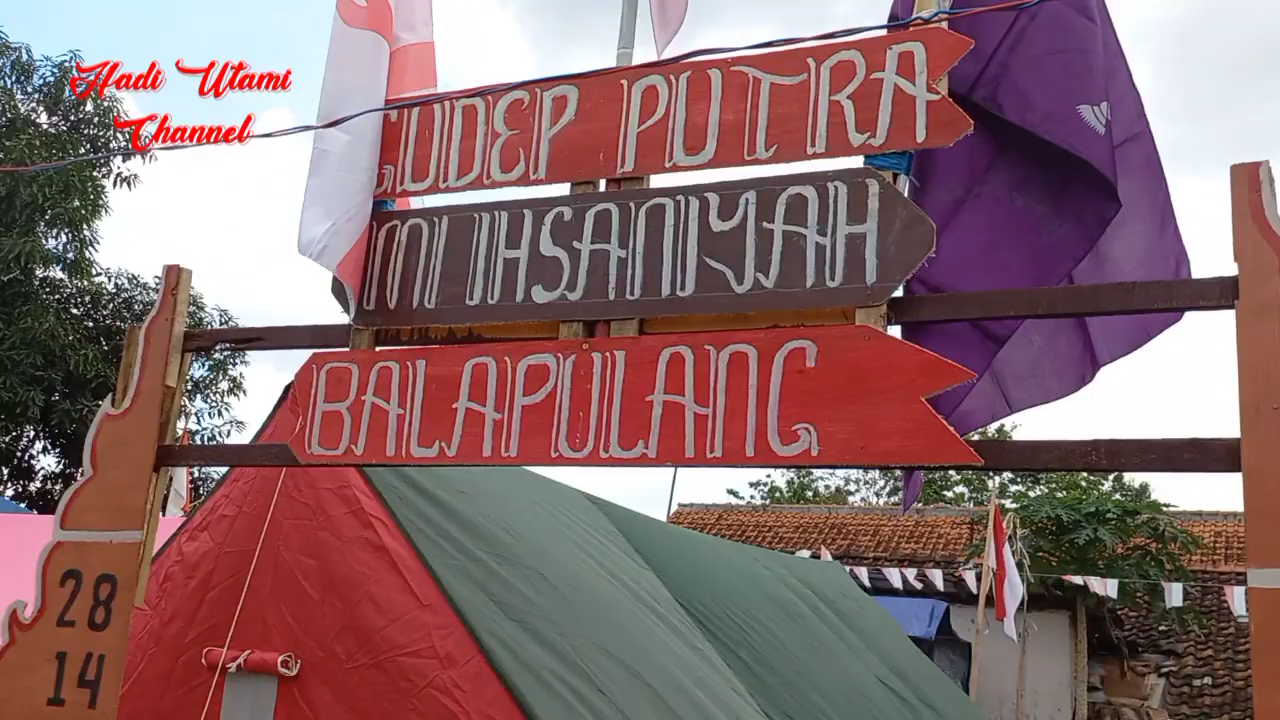 Hadi Utami
Channel
GUDEP PUTRA
MI IHSANIYAH
BALAPULANG
28
14